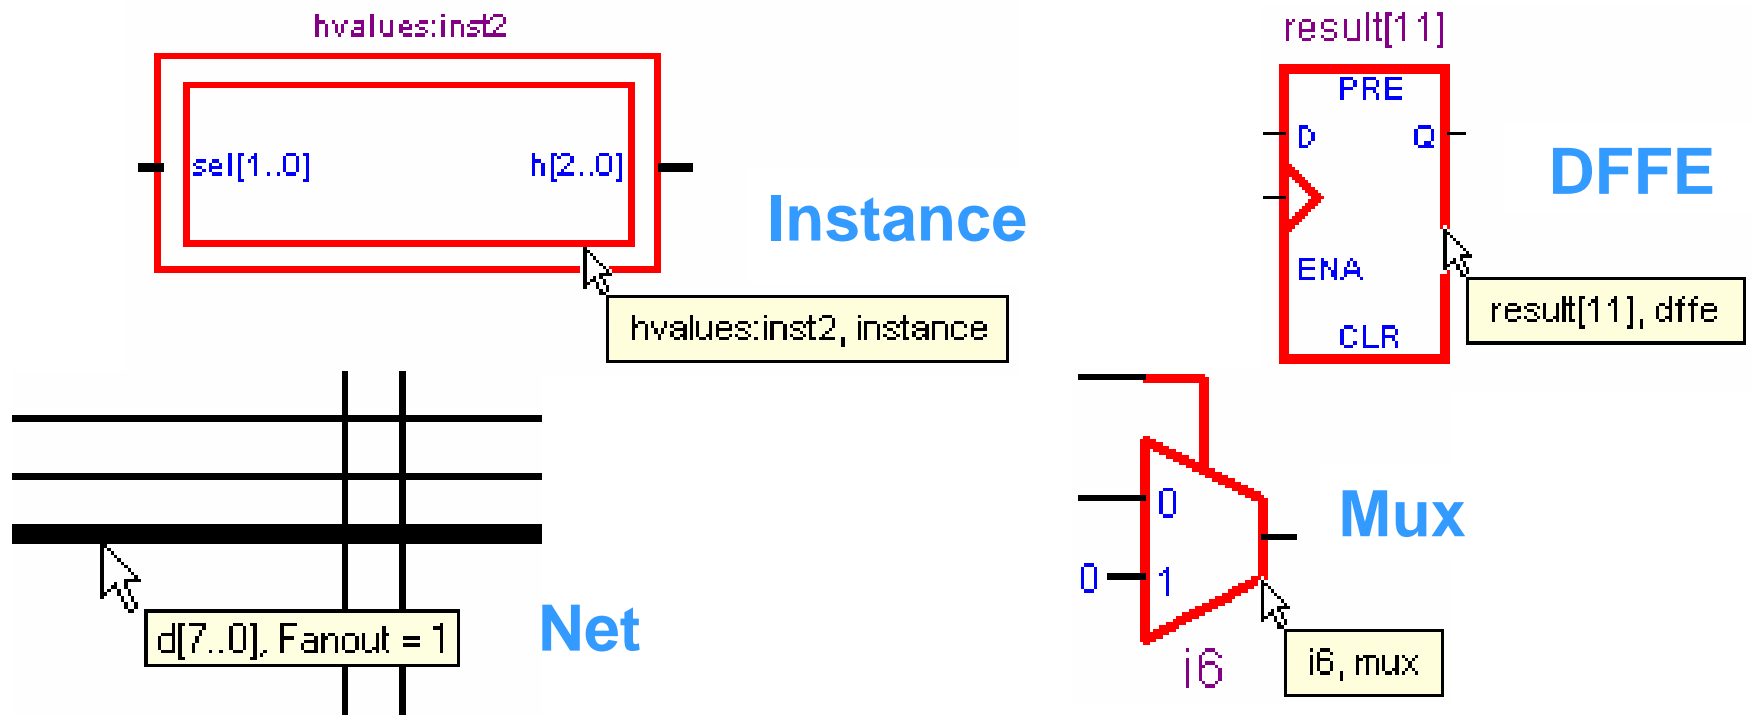 hvalues:inst2
sel[1..0] h[2..0]
Instance
hvalues:inst2, instance
result[11]
PRE
D Q
ENA
CLR
DFFE
result[11], dffe
d[7..0], Fanout = 1
Net
0
0 1
Mux
i6
i6, mux